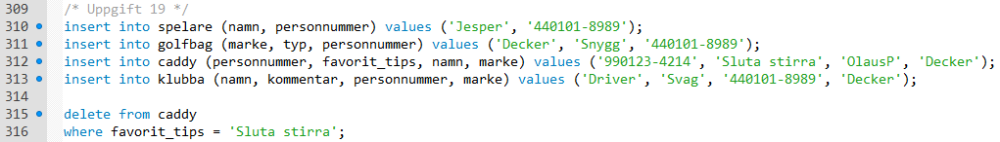 309 /* Uppgift 19 */
310 insert into spelare (namn, personnummer) values ('Jesper', '440101-8989');
311 insert into golfbag (marke, typ, personnummer) values ('Decker', 'Snygg', '440101-8989');
312 insert into caddy (personnummer, favorit_tips, namn, marke) values ('990123-4214', 'Sluta stirra', 'OlausP', 'Decker');
313 insert into klubba (namn, kommentar, personnummer, marke) values ('Driver', 'Svag', '440101-8989', 'Decker');
314
315 delete from caddy
316 where favorit_tips = 'Sluta stirra';